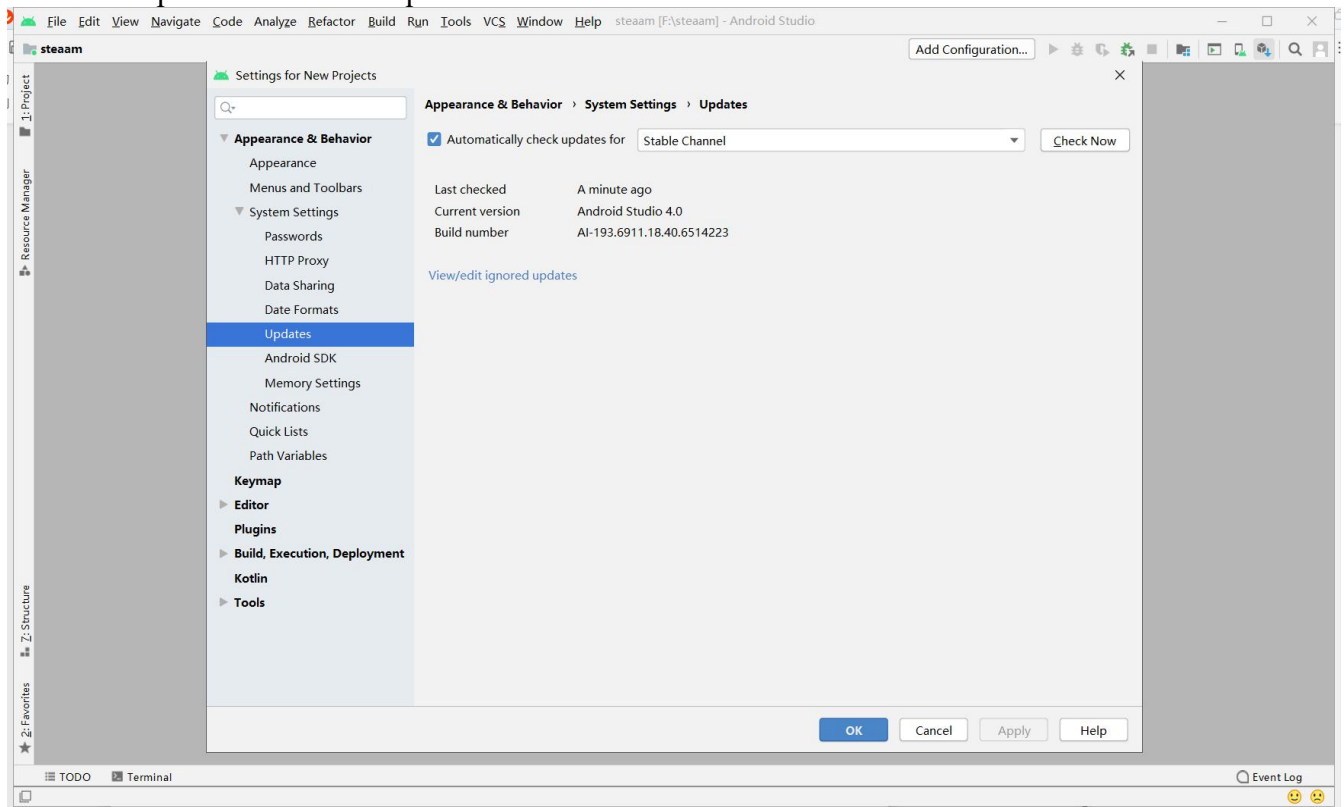 File Edit View Navigate Code Analyze Refactor Build Run Tools VCS Window Help steaam [F:\steaam] - Android Studio
steaam
Add Configuration...
1: Project
Resource Manager
Z: Structure
2: Favorites
Settings for New Projects
Appearance & Behavior
Appearance
Menus and Toolbars
System Settings
Passwords
HTTP Proxy
Data Sharing
Date Formats
Updates
Android SDK
Memory Settings
Notifications
Quick Lists
Path Variables
Keymap
Editor
Plugins
Build, Execution, Deployment
Kotlin
Tools
Appearance & Behavior › System Settings › Updates
Automatically check updates for Stable Channel Check Now
Last checked A minute ago
Current version Android Studio 4.0
Build number AI-193.6911.18.40.6514223
View/edit ignored updates
OK Cancel Apply Help
TODO Terminal Event Log